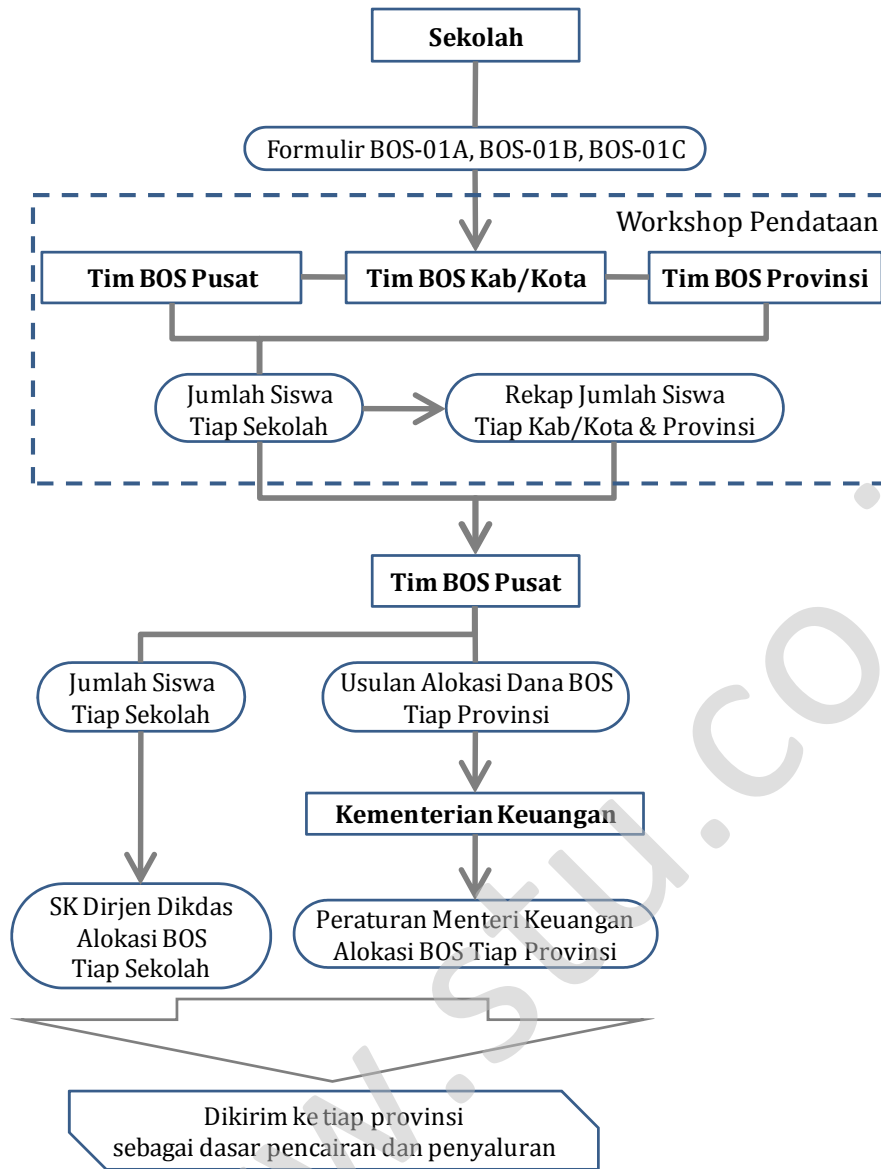 Sekolah
Formulir BOS-01A, BOS-01B, BOS-01C
Workshop Pendataan
Tim BOS Pusat
Tim BOS Kab/Kota
Tim BOS Provinsi
Jumlah Siswa
Tiap Sekolah
Rekap Jumlah Siswa
Tiap Kab/Kota & Provinsi
Tim BOS Pusat
Jumlah Siswa
Tiap Sekolah
Usulan Alokasi Dana BOS
Tiap Provinsi
Kementerian Keuangan
SK Dirjen Dikdas
Alokasi BOS
Tiap Sekolah
Peraturan Menteri Keuangan
Alokasi BOS Tiap Provinsi
Dikirim ke tiap provinsi
sebagai dasar pencairan dan penyaluran
w.stu.co.